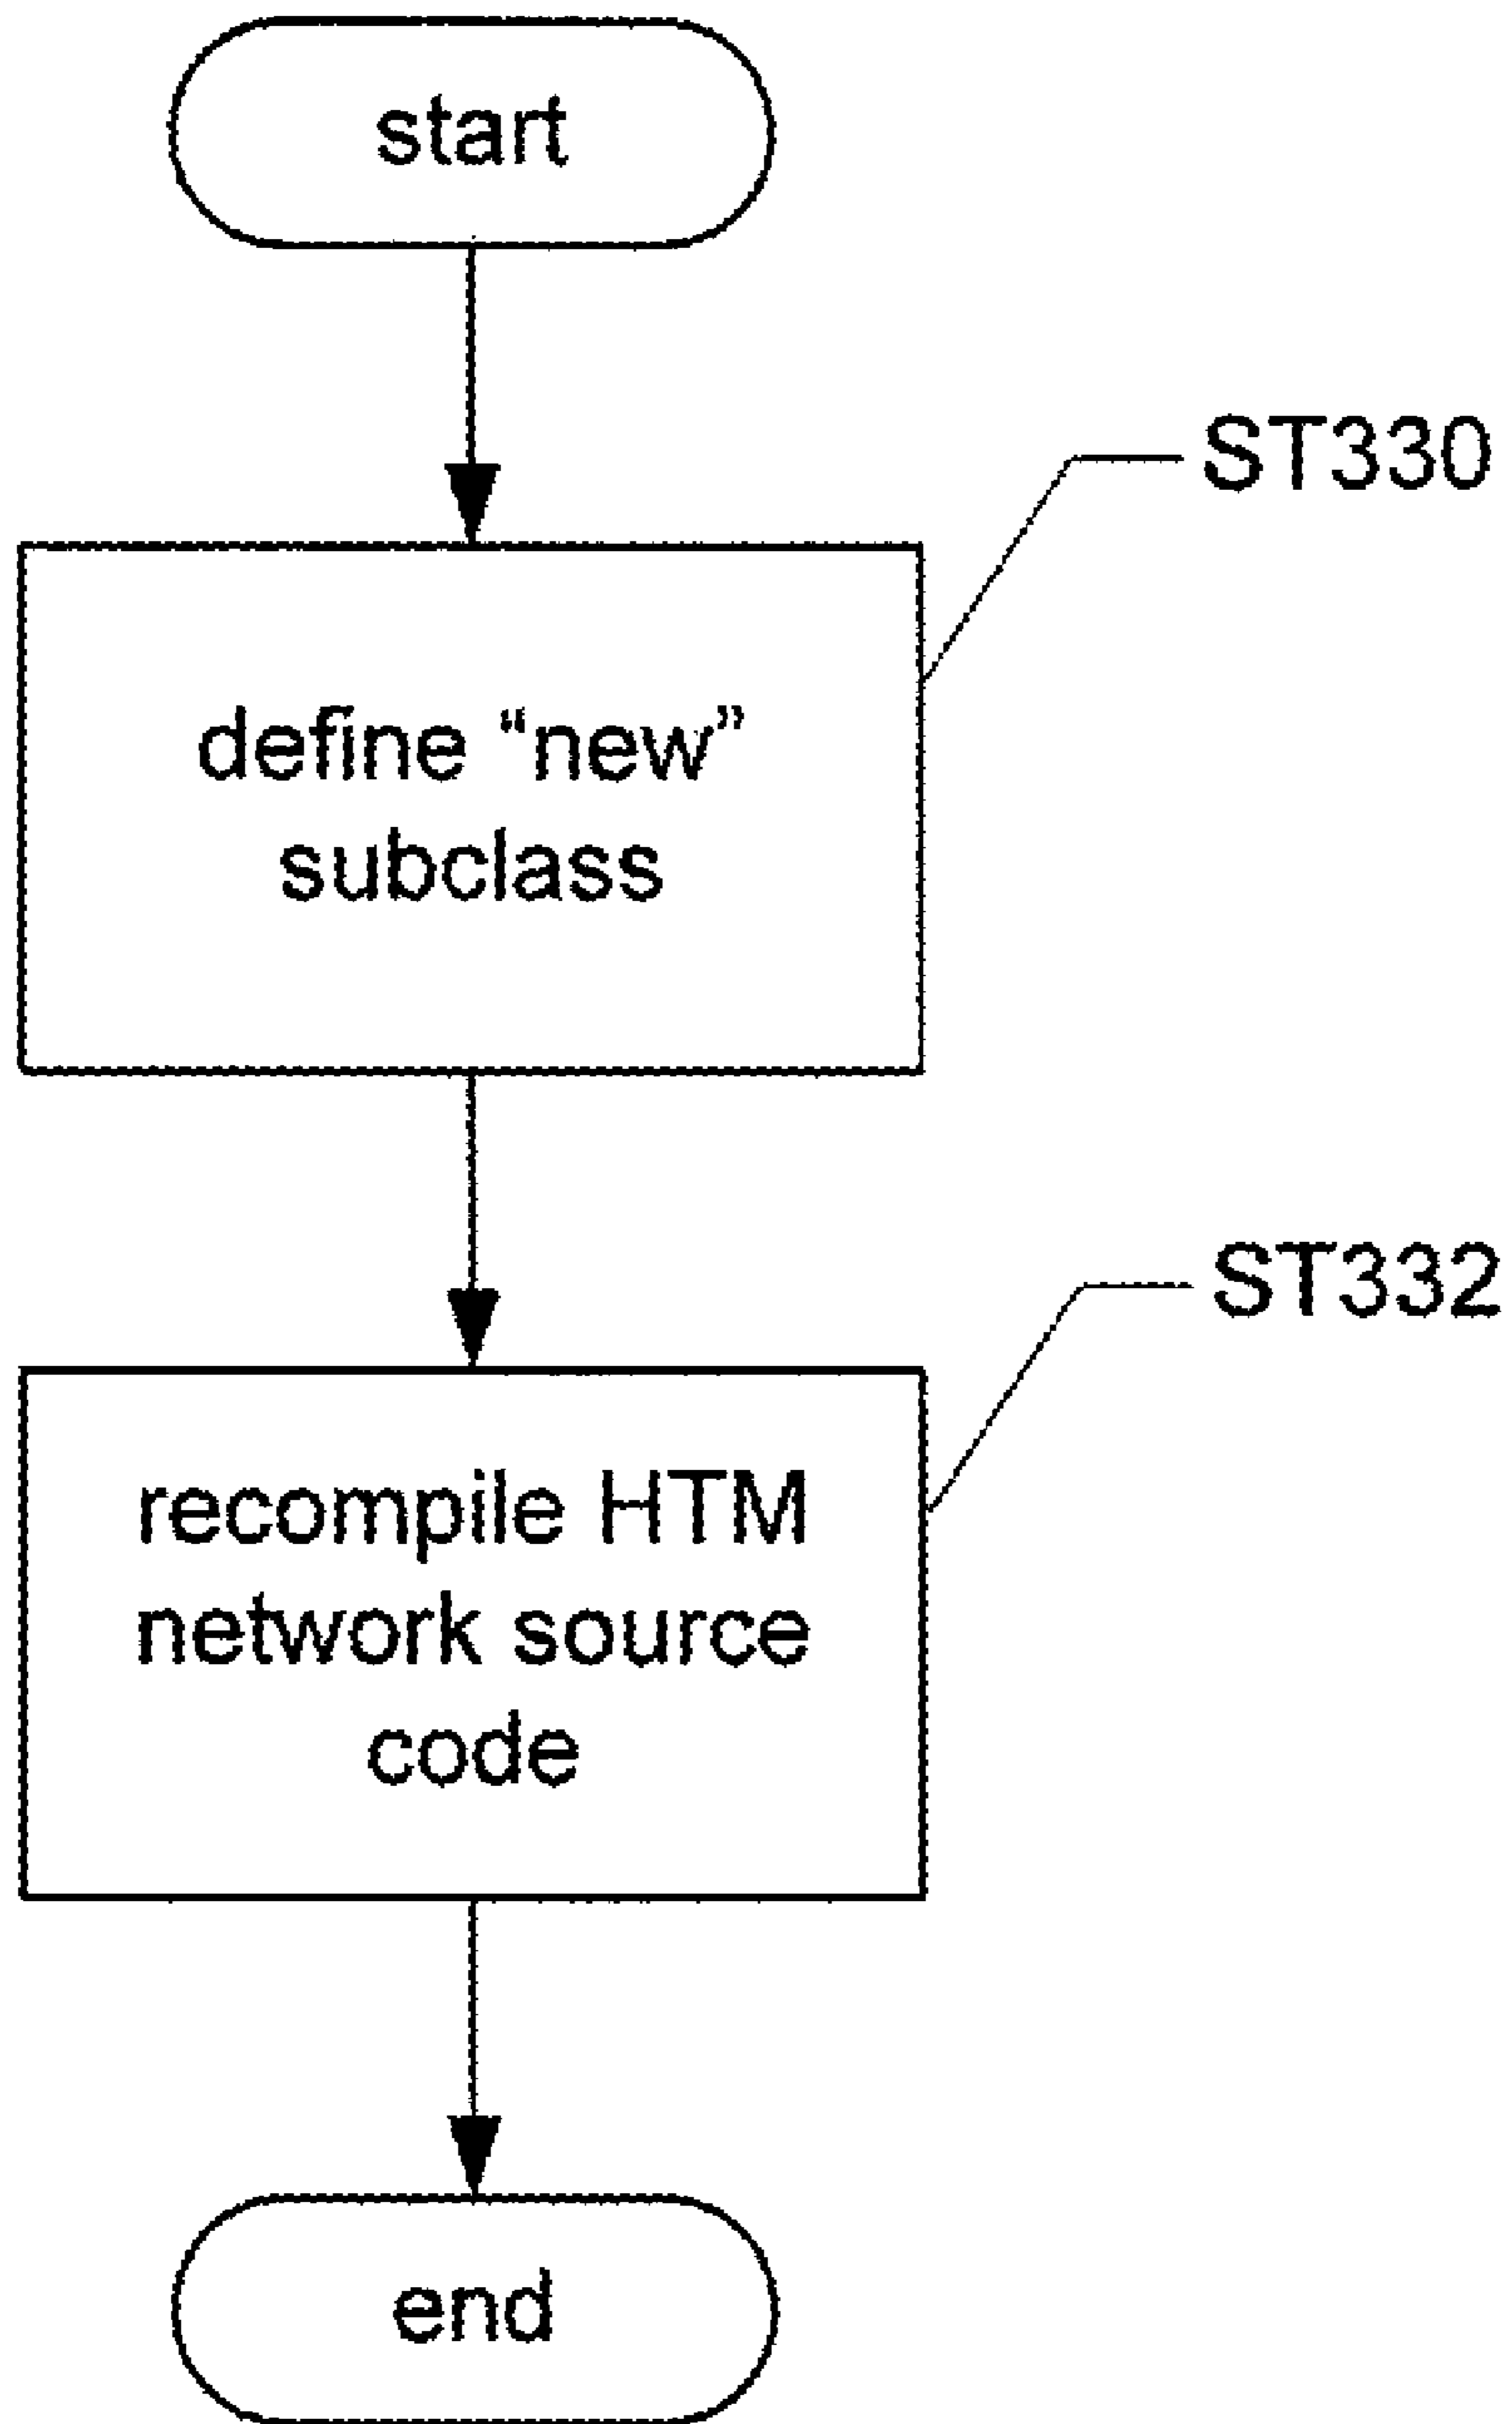 start
ST330
define “new”
subclass
ST332
recompile HTM
network source
code
end